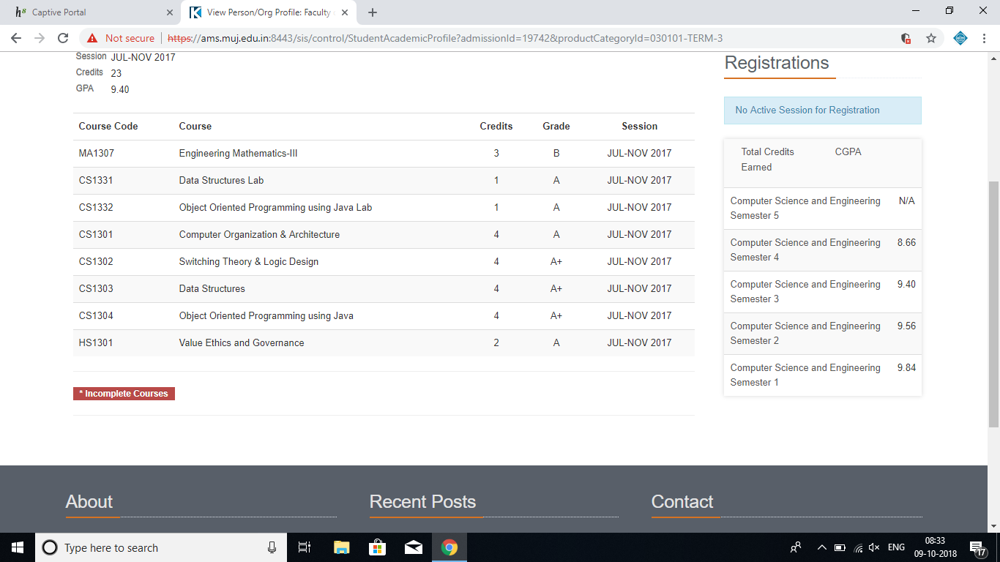 Captive Portal
View Person/Org Profile: Faculty
Not secure https://ams.muj.edu.in:8443/sis/control/StudentAcademicProfile?admissionId=19742&productCategoryId=030101-TERM-3
Session JUL-NOV 2017
Credits 23
GPA 9.40
Course Code Course Credits Grade Session
MA1307 Engineering Mathematics-III 3 B JUL-NOV 2017
CS1331 Data Structures Lab 1 A JUL-NOV 2017
CS1332 Object Oriented Programming using Java Lab 1 A JUL-NOV 2017
CS1301 Computer Organization & Architecture 4 A JUL-NOV 2017
CS1302 Switching Theory & Logic Design 4 A+ JUL-NOV 2017
CS1303 Data Structures 4 A+ JUL-NOV 2017
CS1304 Object Oriented Programming using Java 4 A+ JUL-NOV 2017
HS1301 Value Ethics and Governance 2 A JUL-NOV 2017
* Incomplete Courses
Registrations
No Active Session for Registration
Total Credits CGPA
Earned
Computer Science and Engineering N/A
Semester 5
Computer Science and Engineering 8.66
Semester 4
Computer Science and Engineering 9.40
Semester 3
Computer Science and Engineering 9.56
Semester 2
Computer Science and Engineering 9.84
Semester 1
About
Recent Posts
Contact
Type here to search
ENG
08:33
09-10-2018
17